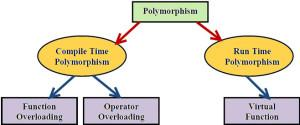 Polymorphism
Compile Time
Polymorphism
Run Time
Polymorphism
Function
Overloading
Operator
Overloading
Virtual
Function